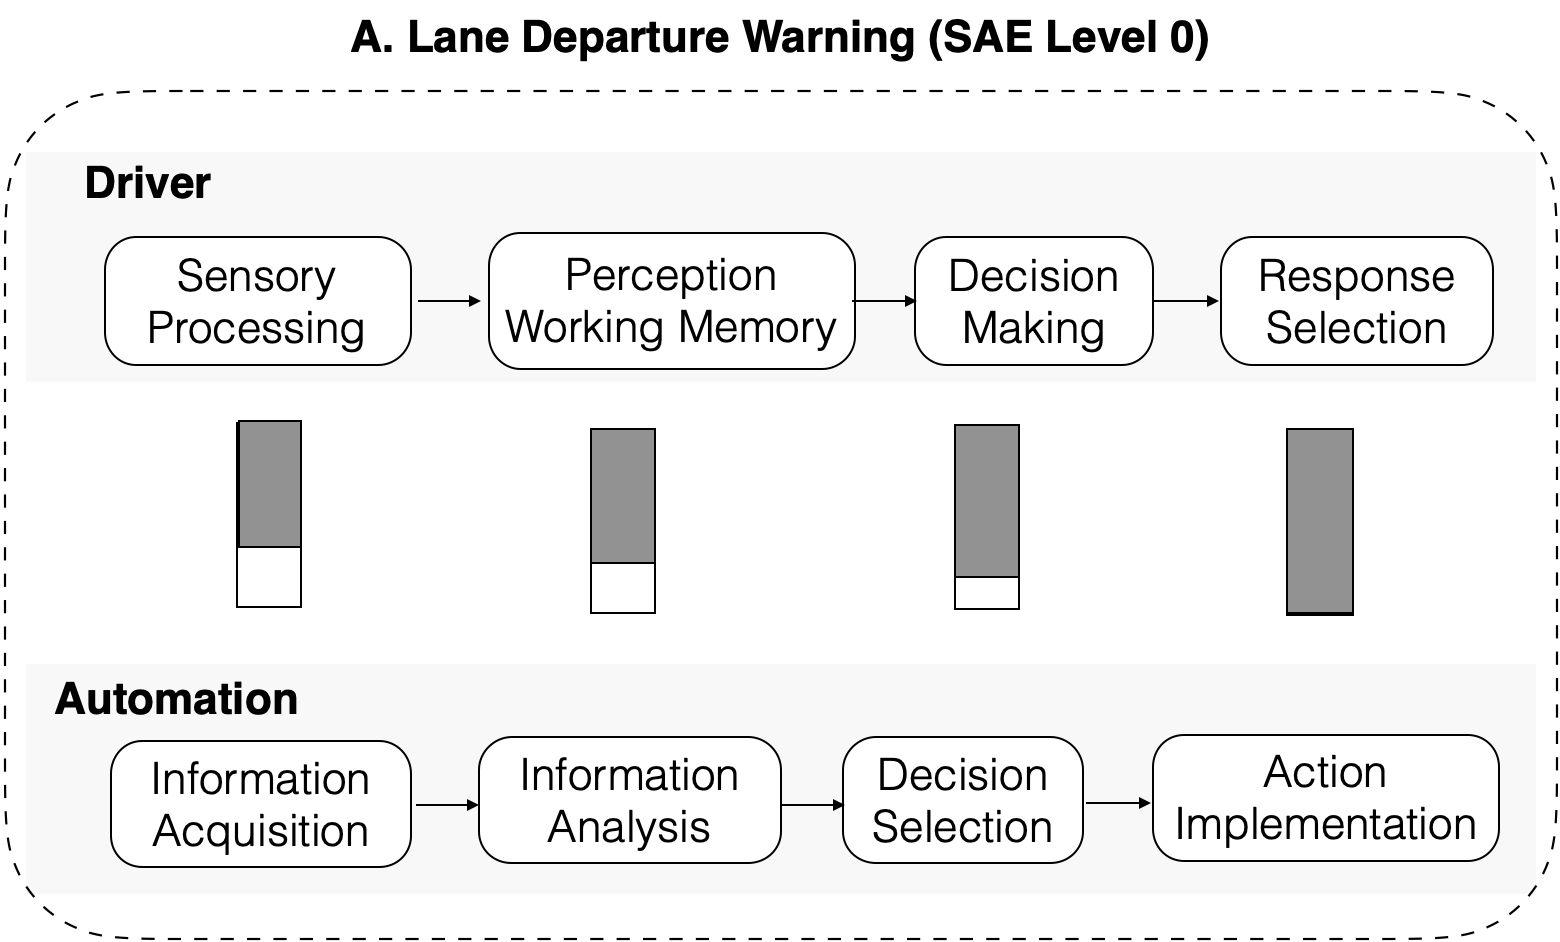 A. Lane Departure Warning (SAE Level 0)
Driver
Sensory
Processing
Perception
Working Memory
Decision
Making
Response
Selection
Automation
Information
Acquisition
Information
Analysis
Decision
Selection
Action
Implementation